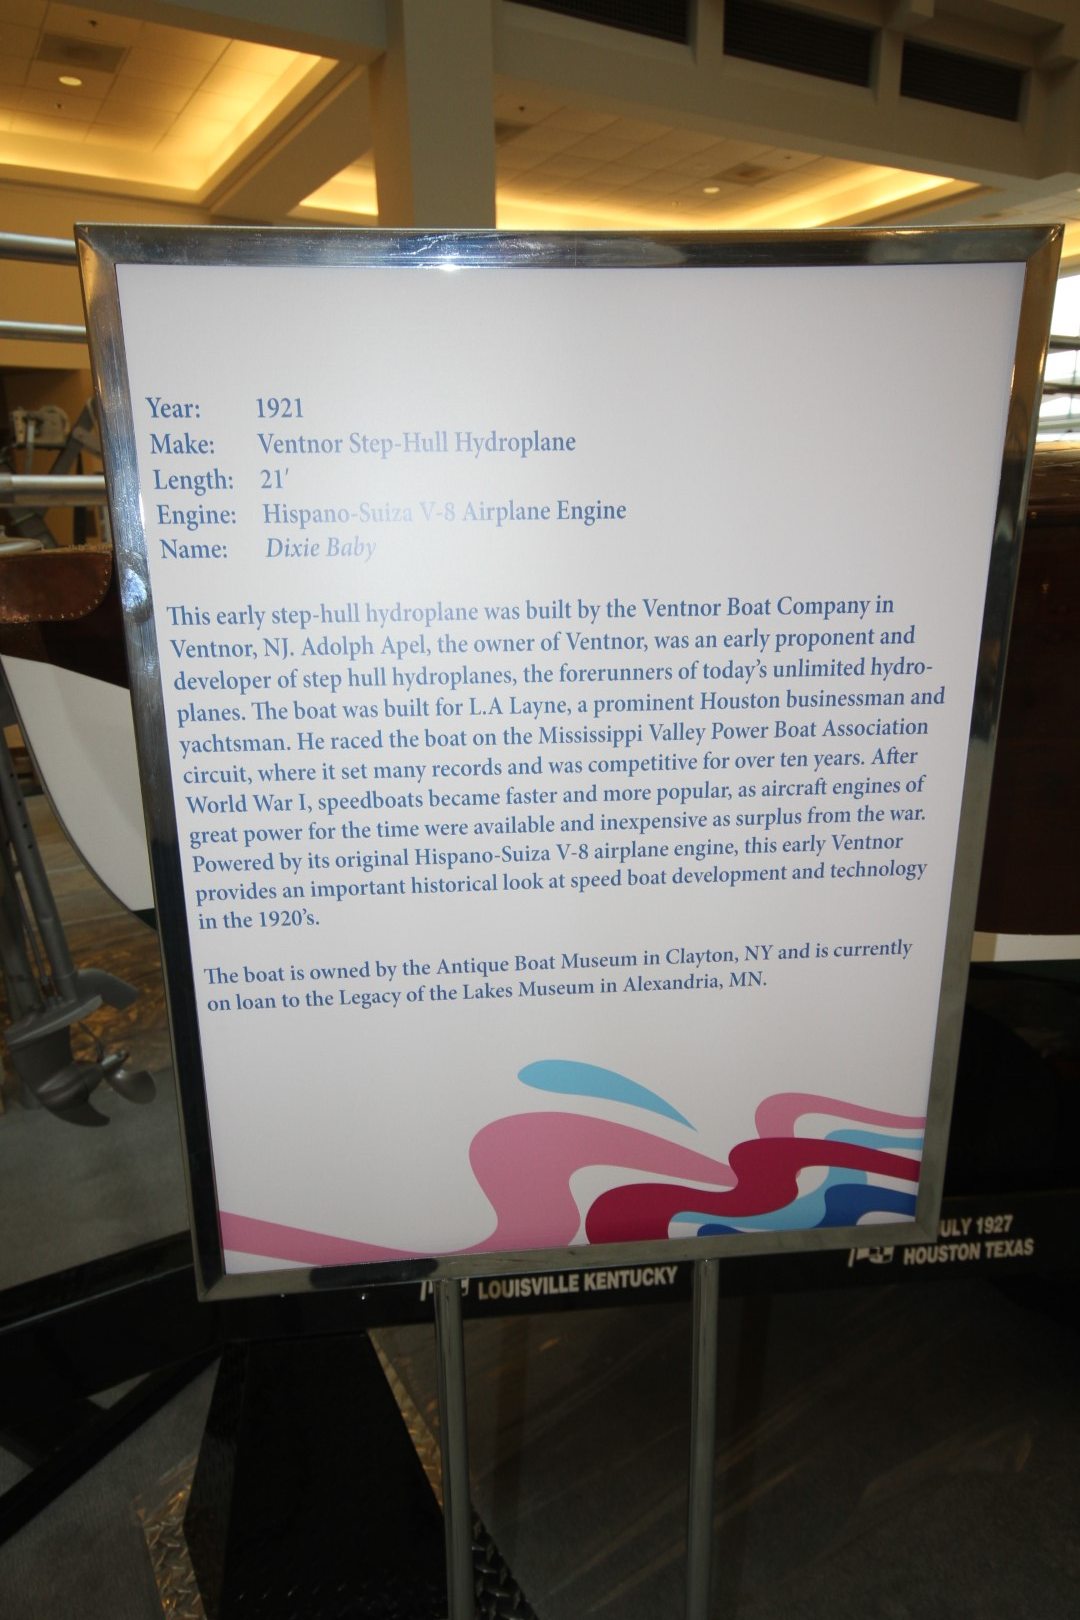 Year: 1921
Make: Ventnor Step-Hull Hydroplane
Length: 21'
Engine: Hispano-Suiza V-8 Airplane Engine
Name: Dixie Baby
This early step-hull hydroplane was built by the Ventnor Boat Company in
Ventnor, NJ. Adolph Apel, the owner of Ventnor, was an early proponent and
developer of step hull hydroplanes, the forerunners of today's unlimited hydro-
planes. The boat was built for L.A Layne, a prominent Houston businessman and
yachtsman. He raced the boat on the Mississippi Valley Power Boat Association
circuit, where it set many records and was competitive for over ten years. After
World War I, speedboats became faster and more popular, as aircraft engines of
great power for the time were available and inexpensive as surplus from the war.
Powered by its original Hispano-Suiza V-8 airplane engine, this early Ventnor
provides an important historical look at speed boat development and technology
in the 1920's.
The boat is owned by the Antique Boat Museum in Clayton, NY and is currently
on loan to the Legacy of the Lakes Museum in Alexandria, MN.
LOUISVILLE KENTUCKY
ULY 1927
HOUSTON TEXAS